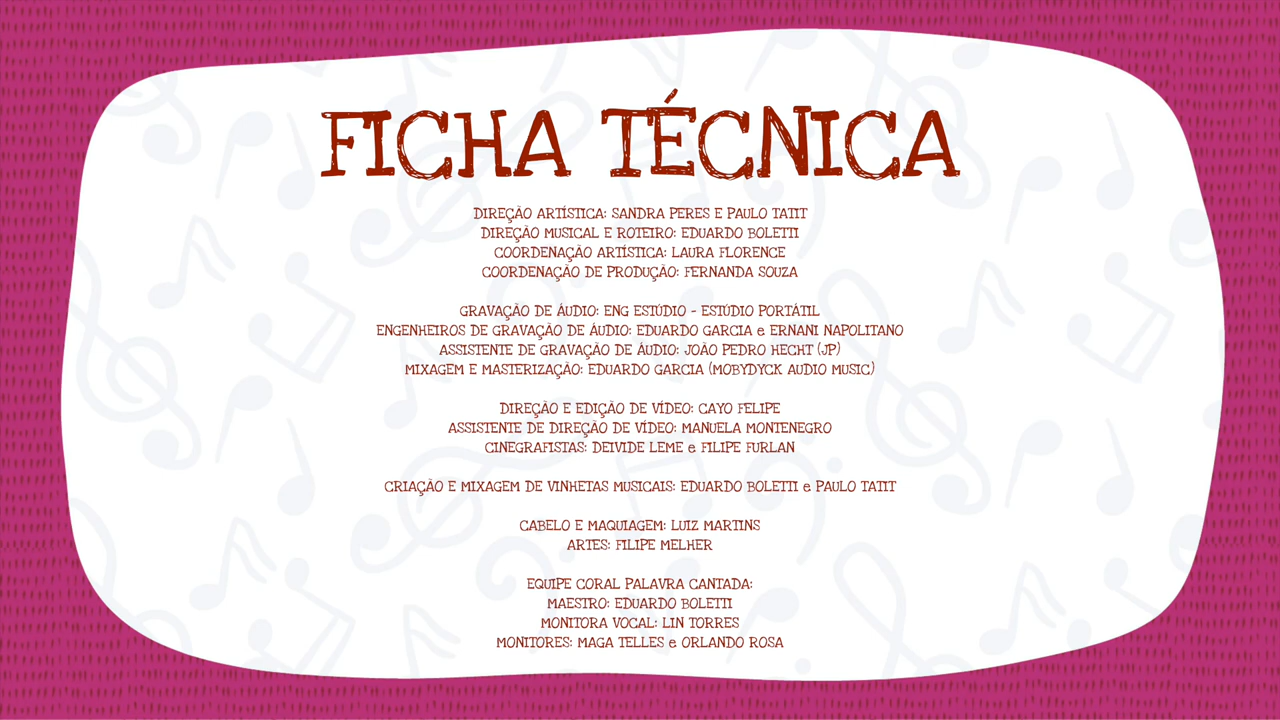 FICHA TÉCNICA
DIREÇÃO ARTÍSTICA: SANDRA PERES E PAULO TATIT
DIREÇÃO MUSICAL E ROTEIRO: EDUARDO BOLETTI
COORDENAÇÃO ARTÍSTICA: LAURA FLORENCE
COORDENAÇÃO DE PRODUÇÃO: FERNANDA SOUZA
GRAVAÇÃO DE ÁUDIO: ENG ESTÚDIO - ESTÚDIO PORTÁTIL
ENGENHEIROS DE GRAVAÇÃO DE ÁUDIO: EDUARDO GARCIA e ERNANI NAPOLITANO
ASSISTENTE DE GRAVAÇÃO DE ÁUDIO: JOÃO PEDRO HECHT (JP)
MIXAGEM E MASTERIZAÇÃO: EDUARDO GARCIA (MOBYDYCK AUDIO MUSIC)
DIREÇÃO E EDIÇÃO DE VÍDEO: CAYO FELIPE
ASSISTENTE DE DIREÇÃO DE VÍDEO: MANUELA MONTENEGRO
CINEGRAFISTAS: DEIVIDE LEME e FILIPE FURLAN
CRIAÇÃO E MIXAGEM DE VINHETAS MUSICAIS: EDUARDO BOLETTI e PAULO TATIT
CABELO E MAQUIAGEM: LUIZ MARTINS
ARTES: FILIPE MELHER
EQUIPE CORAL PALAVRA CANTADA:
MAESTRO: EDUARDO BOLETTI
MONITORA VOCAL: LIN TORRES
MONITORES: MAGA TELLES e ORLANDO ROSA